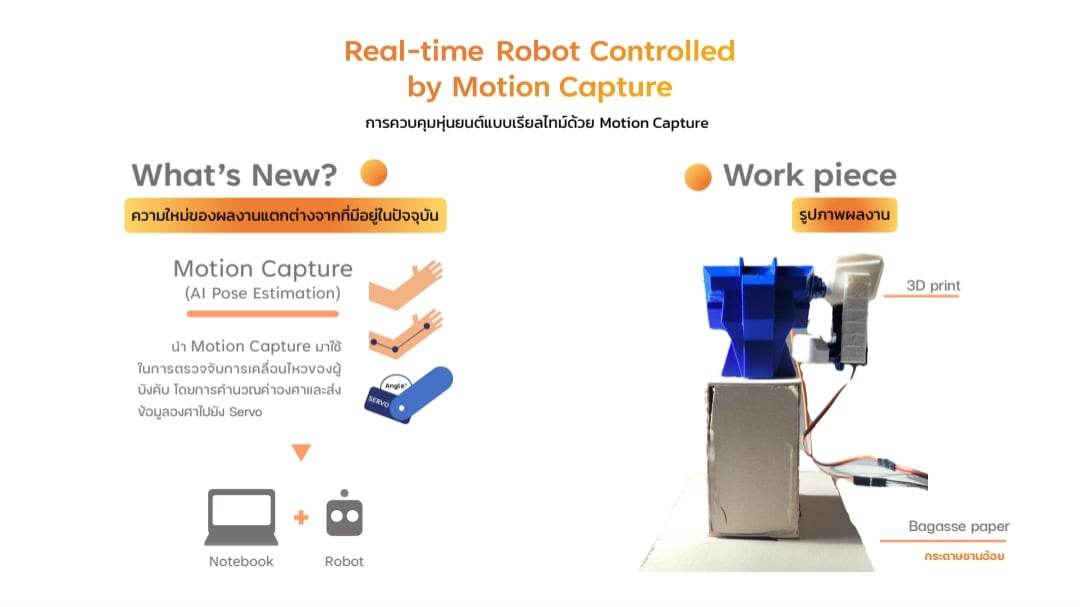 Real-time Robot Controlled
by Motion Capture
การควบคุมหุ่นยนต์แบบเรียลไทม์ด้วย Motion Capture
What's New?
ความใหม่ของผลงานแตกต่างจากที่มีอยู่ในปัจจุบัน
Motion Capture
(AI Pose Estimation)
นำ Motion Capture มาใช้
ในการตรวจจับการเคลื่อนไหวของผู้
บังคับ โดยการคำนวณค่าองศาและส่ง
ข้อมูลองศาไปยัง Servo
Angle°
SERVO
Notebook
Robot
Work piece
รูปภาพผลงาน
3D print
Bagasse paper
กระดาษชานอ้อย